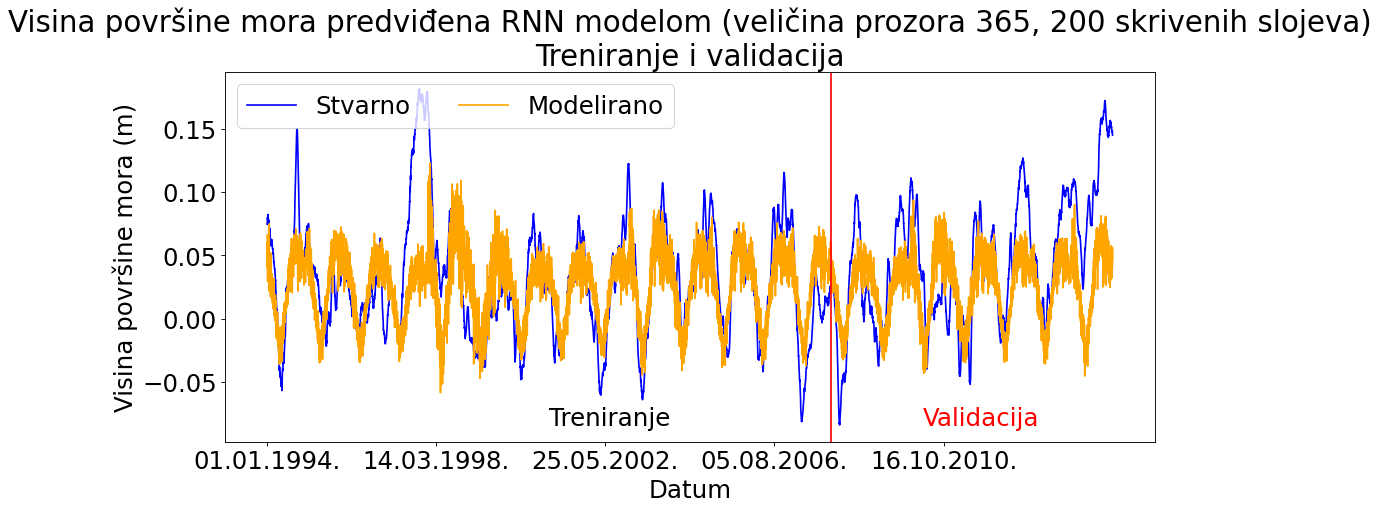 Visina površine mora predviđena RNN modelom (veličina prozora 365, 200 skrivenih slojeva)
Treniranje i validacija
Stvarno Modelirano
Visina površine mora (m)
0.15
0.10
0.05
0.00
−0.05
Treniranje Validacija
01.01.1994. 14.03.1998. 25.05.2002. 05.08.2006. 16.10.2010.
Datum